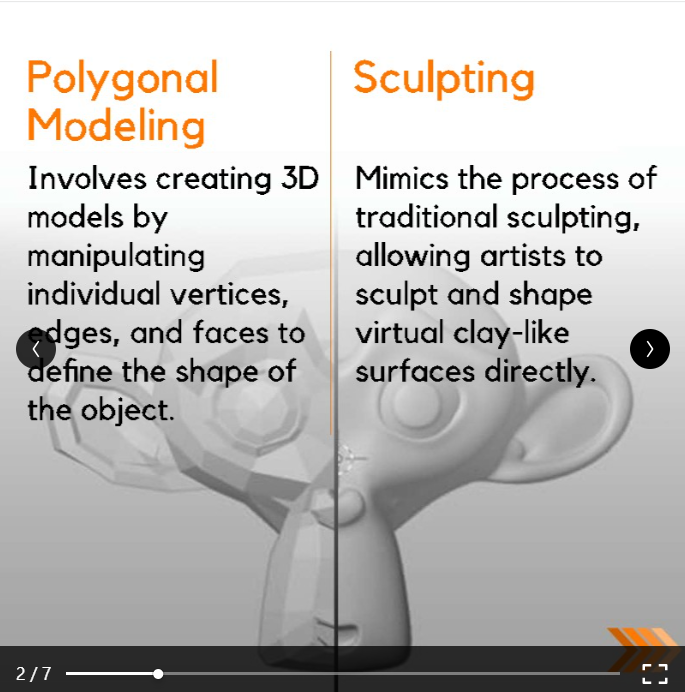 Polygonal
Modeling
Involves creating 3D
models by
manipulating
individual vertices,
edges, and faces to
define the shape of
the object.
Sculpting
Mimics the process of
traditional sculpting,
allowing artists to
sculpt and shape
virtual clay-like
surfaces directly.
2 / 7